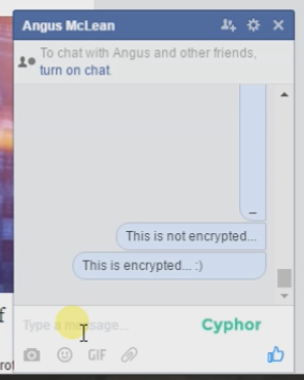 Angus McLean
To chat with Angus and other friends,
turn on chat.
_
This is not encrypted...
This is encrypted... :)
Type a message...
Cyphor
GIF
f
rot